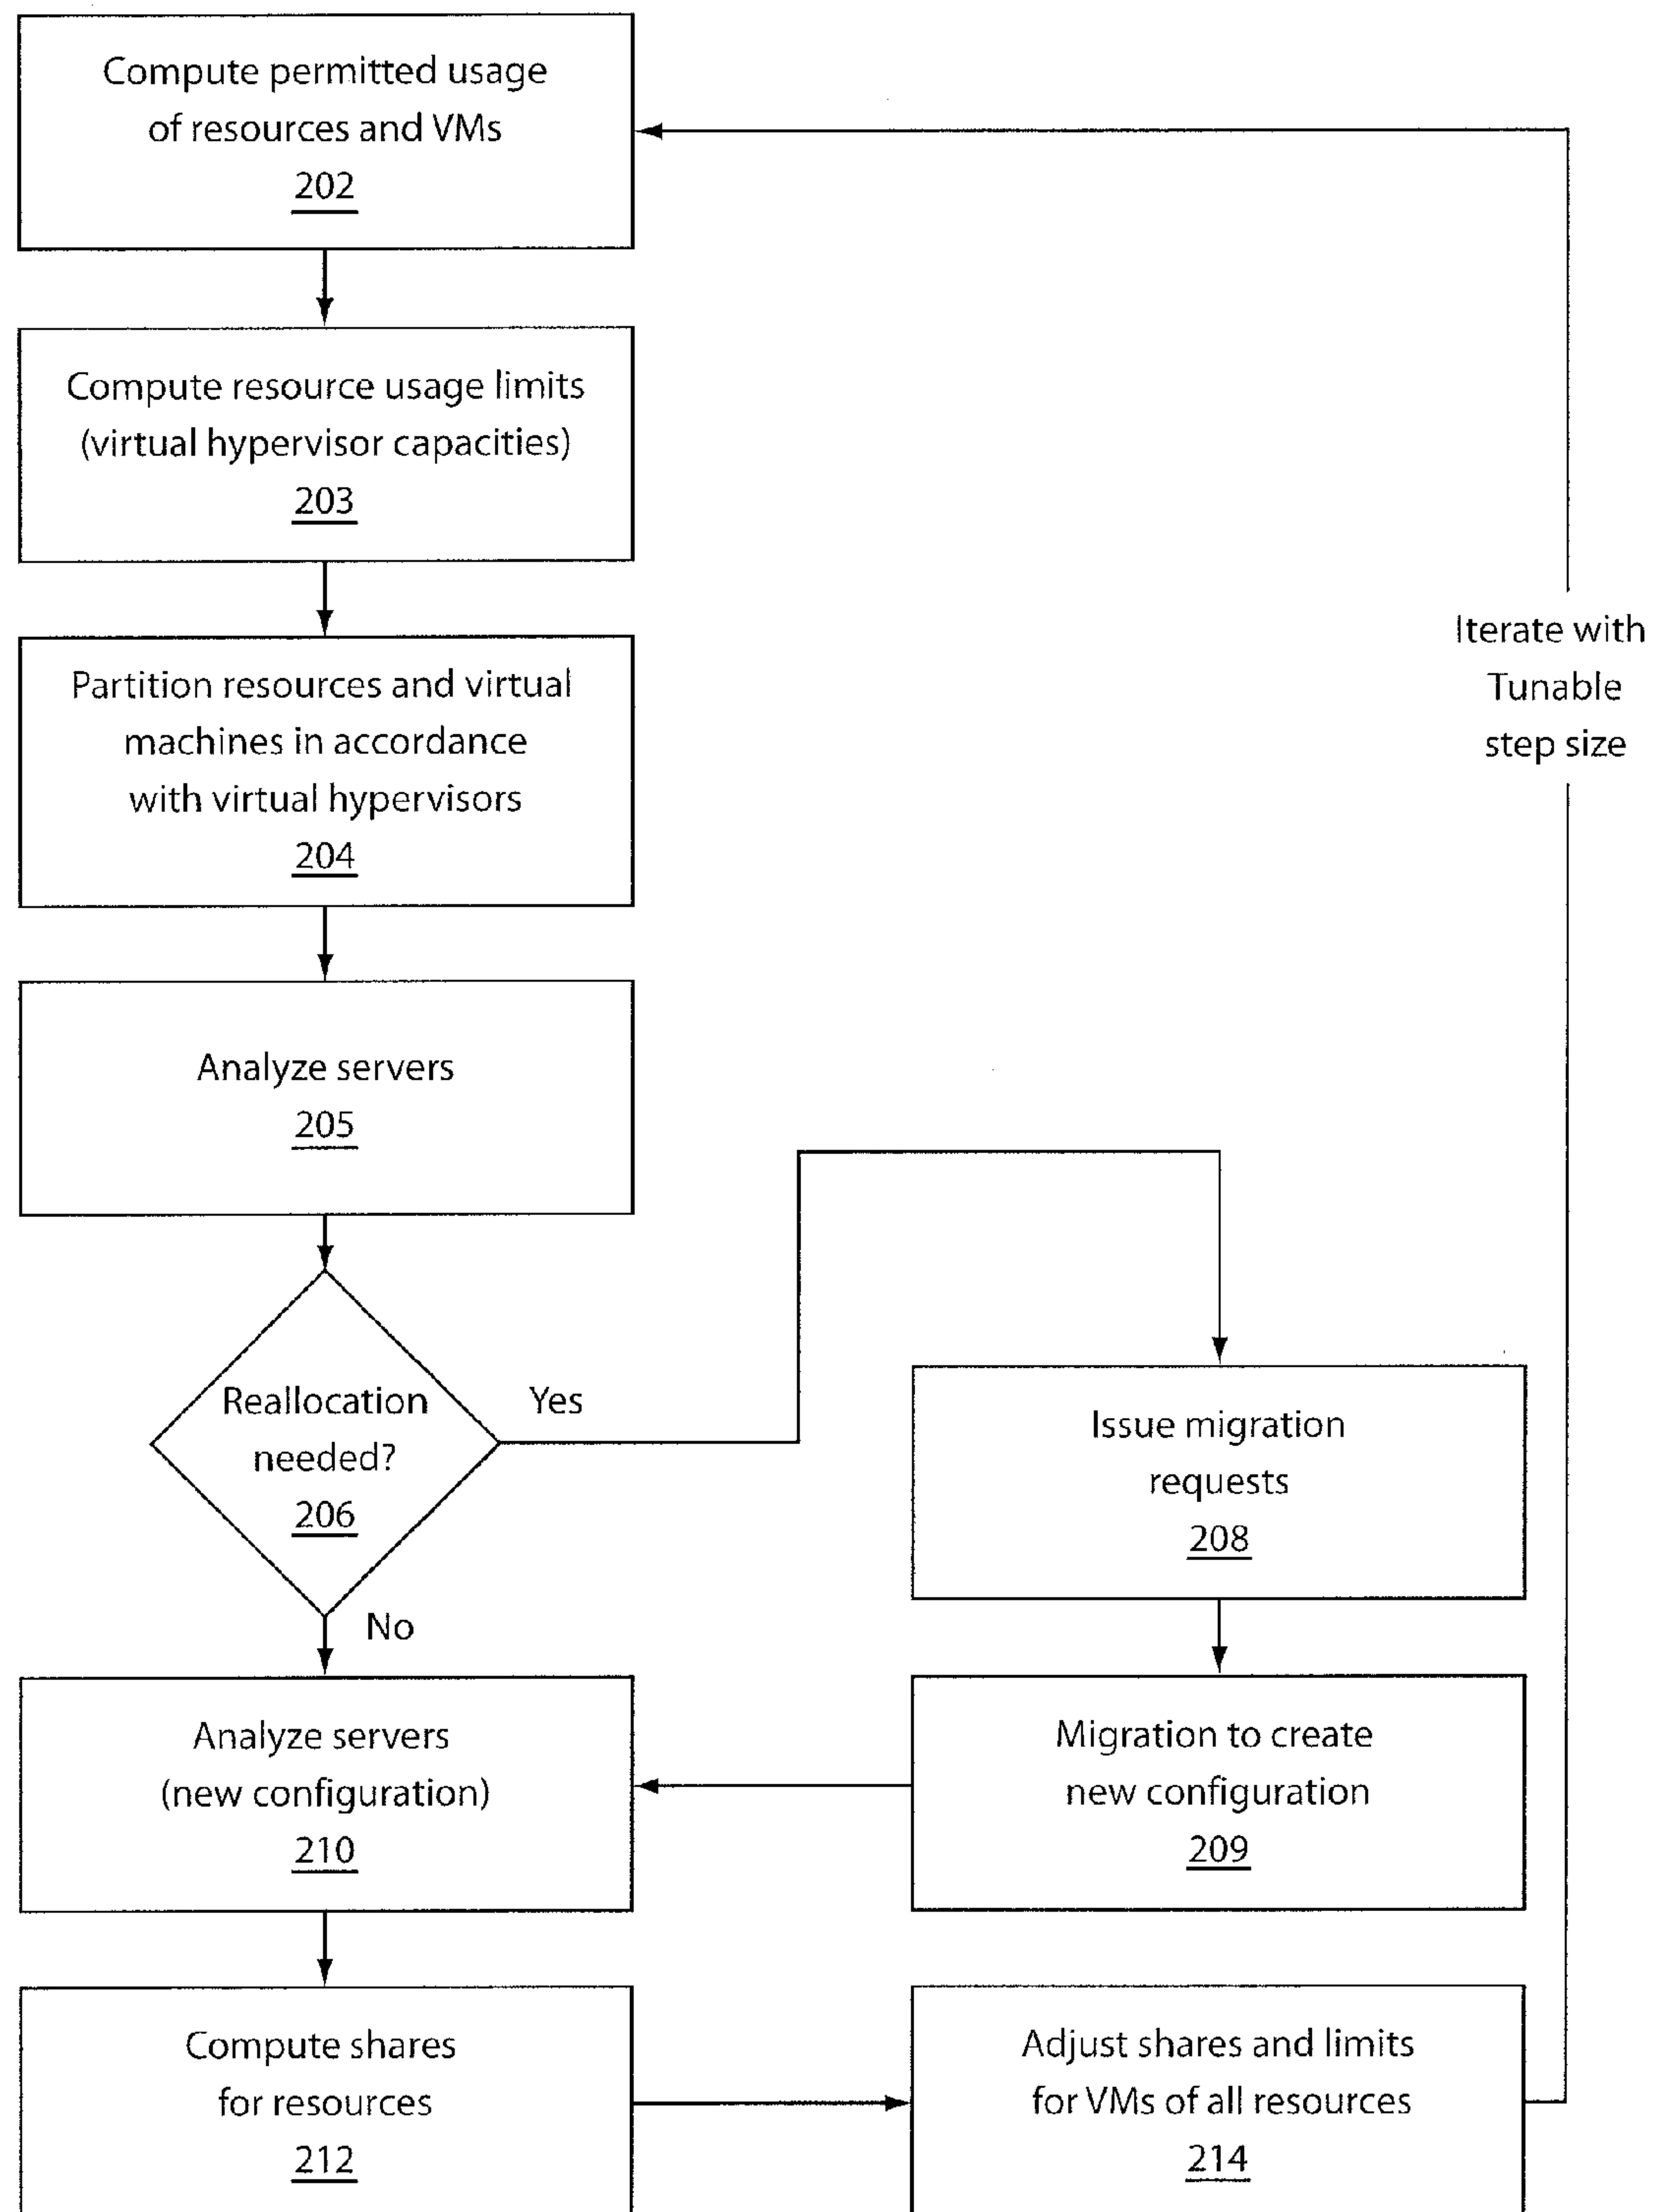 Compute permitted usage
of resources and VMs
202
Compute resource usage limits
(virtual hypervisor capacities)
203
Partition resources and virtual
machines in accordance
with virtual hypervisors
204
Iterate with
Tunable
step size
Analyze servers
205
Reallocation
needed?
206
Yes
No
Issue migration
requests
208
Migration to create
new configuration
209
Analyze servers
(new configuration)
210
Compute shares
for resources
212
Adjust shares and limits
for VMs of all resources
214